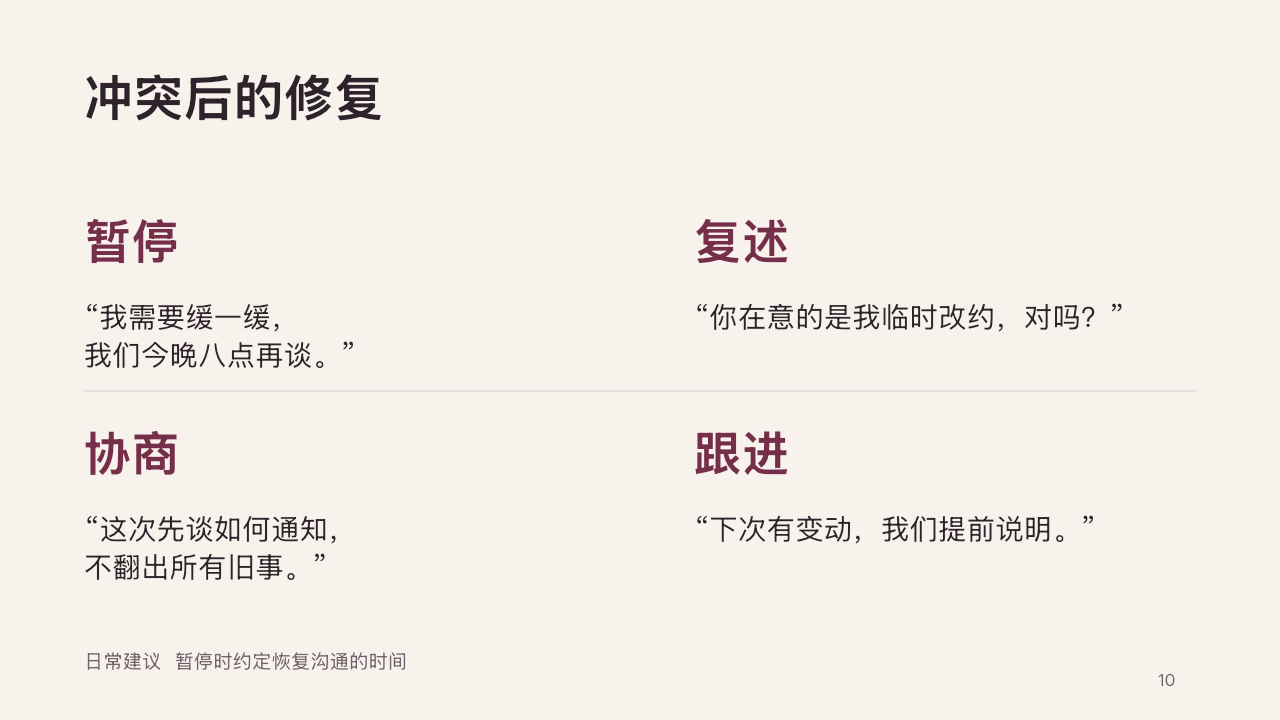 冲突后的修复
暂停
“我需要缓一缓，
我们今晚八点再谈。”
复述
“你在意的是我临时改约，对吗？”
协商
“这次先谈如何通知，
不翻出所有旧事。”
跟进
“下次有变动，我们提前说明。”
日常建议 暂停时约定恢复沟通的时间
10